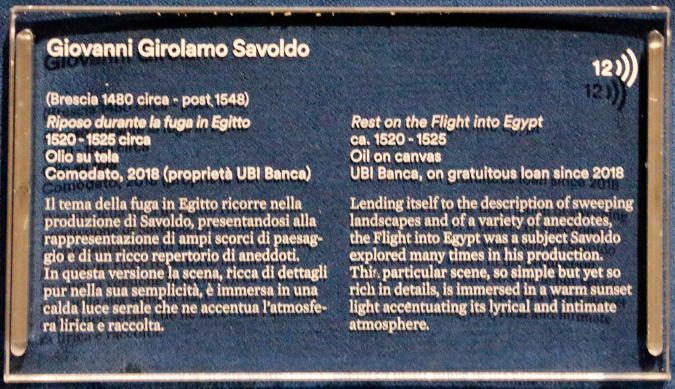 Giovanni Girolamo Savoldo
12
(Brescia 1480 circa - post 1548)
Riposo durante la fuga in Egitto
1520 - 1525 circa
Olio su tela
Comodato, 2018 (proprietà UBI Banca)
Il tema della fuga in Egitto ricorre nella
produzione di Savoldo, presentandosi alla
rappresentazione di ampi scorci di paesag-
gio e di un ricco repertorio di aneddoti.
In questa versione la scena, ricca di dettagli
pur nella sua semplicità, è immersa in una
calda luce serale che ne accentua l'atmosfe-
ra lirica e raccolta.
Rest on the Flight into Egypt
ca. 1520 - 1525
Oil on canvas
UBI Banca, on gratuitous loan since 2018
Lending itself to the description of sweeping
landscapes and of a variety of anecdotes,
the Flight into Egypt was a subject Savoldo
explored many times in his production.
This particular scene, so simple but yet so
rich in details, is immersed in a warm sunset
light accentuating its lyrical and intimate
atmosphere.